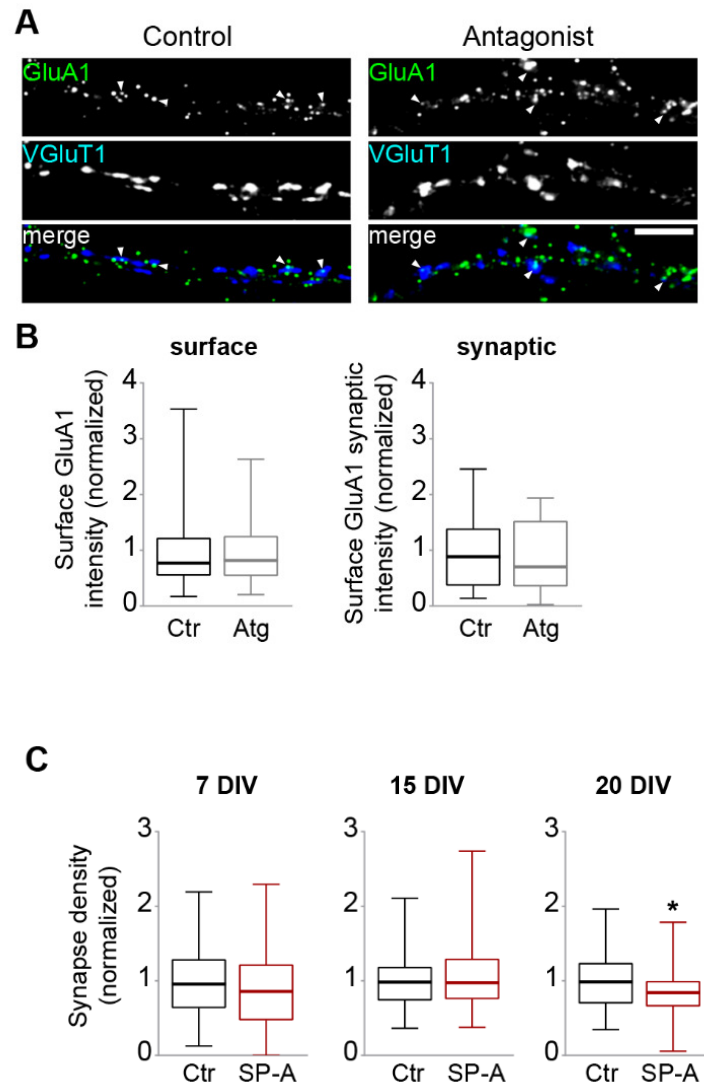 A
Control
Antagonist
GluA1
GluA1
VGluT1
VGluT1
merge
merge
B
surface
synaptic
Surface GluA1
intensity (normalized)
4
3
2
1
0
Ctr
Atg
Surface GluA1 synaptic
intensity (normalized)
4
3
2
1
0
Ctr
Atg
C
7 DIV
15 DIV
20 DIV
Synapse density
(normalized)
3
2
1
0
Ctr
SP-A
3
2
1
0
Ctr
SP-A
3
2
1
0
*
Ctr
SP-A